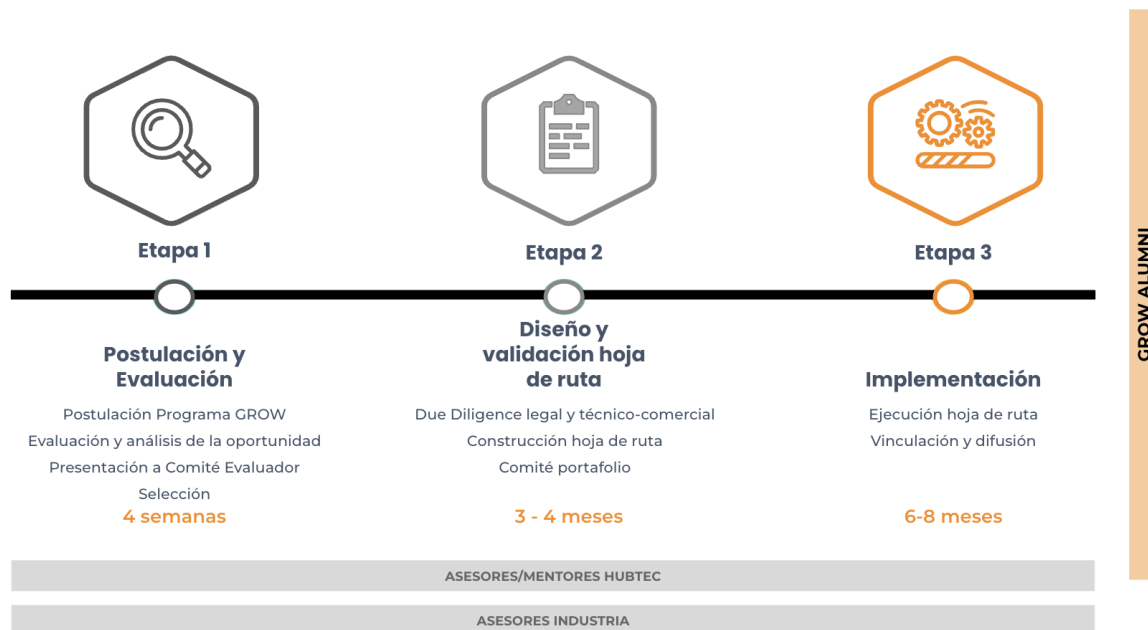 Etapa 1
Etapa 2
Etapa 3
Postulación y
Evaluación
Postulación Programa GROW
Evaluación y análisis de la oportunidad
Presentación a Comité Evaluador
Selección
4 semanas
Diseño y
validación hoja
de ruta
Due Diligence legal y técnico-comercial
Construcción hoja de ruta
Comité portafolio
3 - 4 meses
Implementación
Ejecución hoja de ruta
Vinculación y difusión
6-8 meses
GROW ALUMNI
ASESORES/MENTORES HUBTEC
ASESORES INDUSTRIA